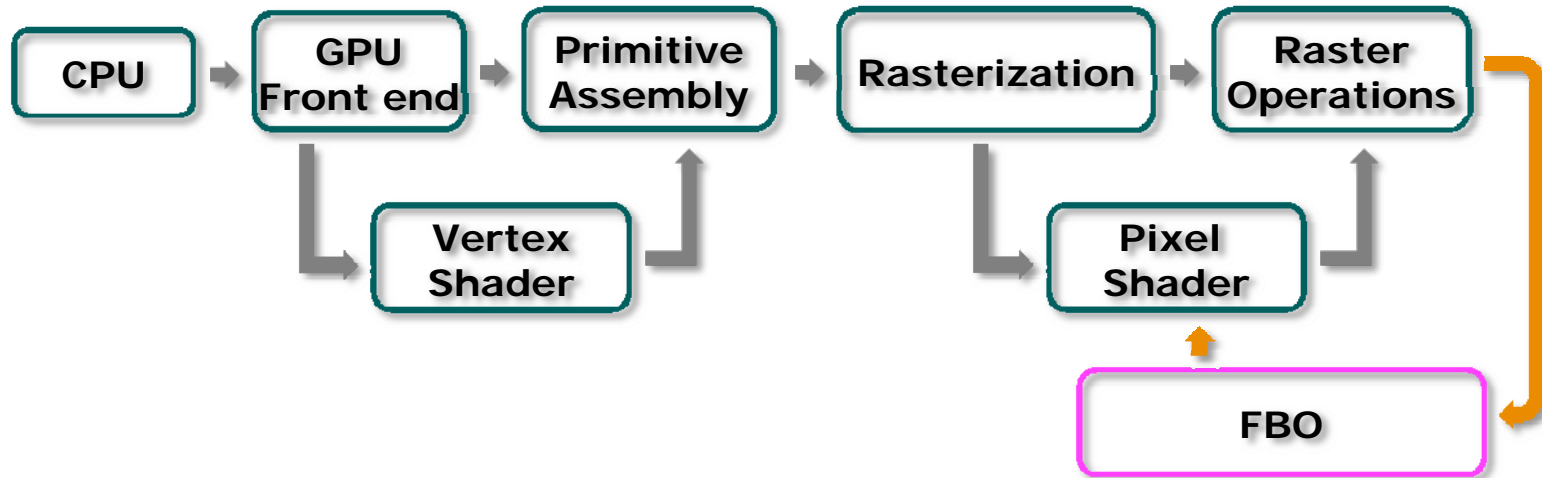 CPU
GPU
Front end
Primitive
Assembly
Rasterization
Raster
Operations
Vertex
Shader
Pixel
Shader
FBO